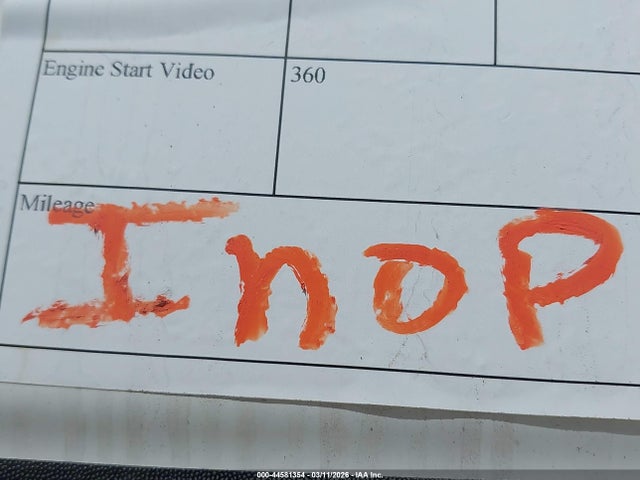 Engine Start Video 360
Mileage
InoP
000-44581354 - 03/11/2026 - IAA Inc.